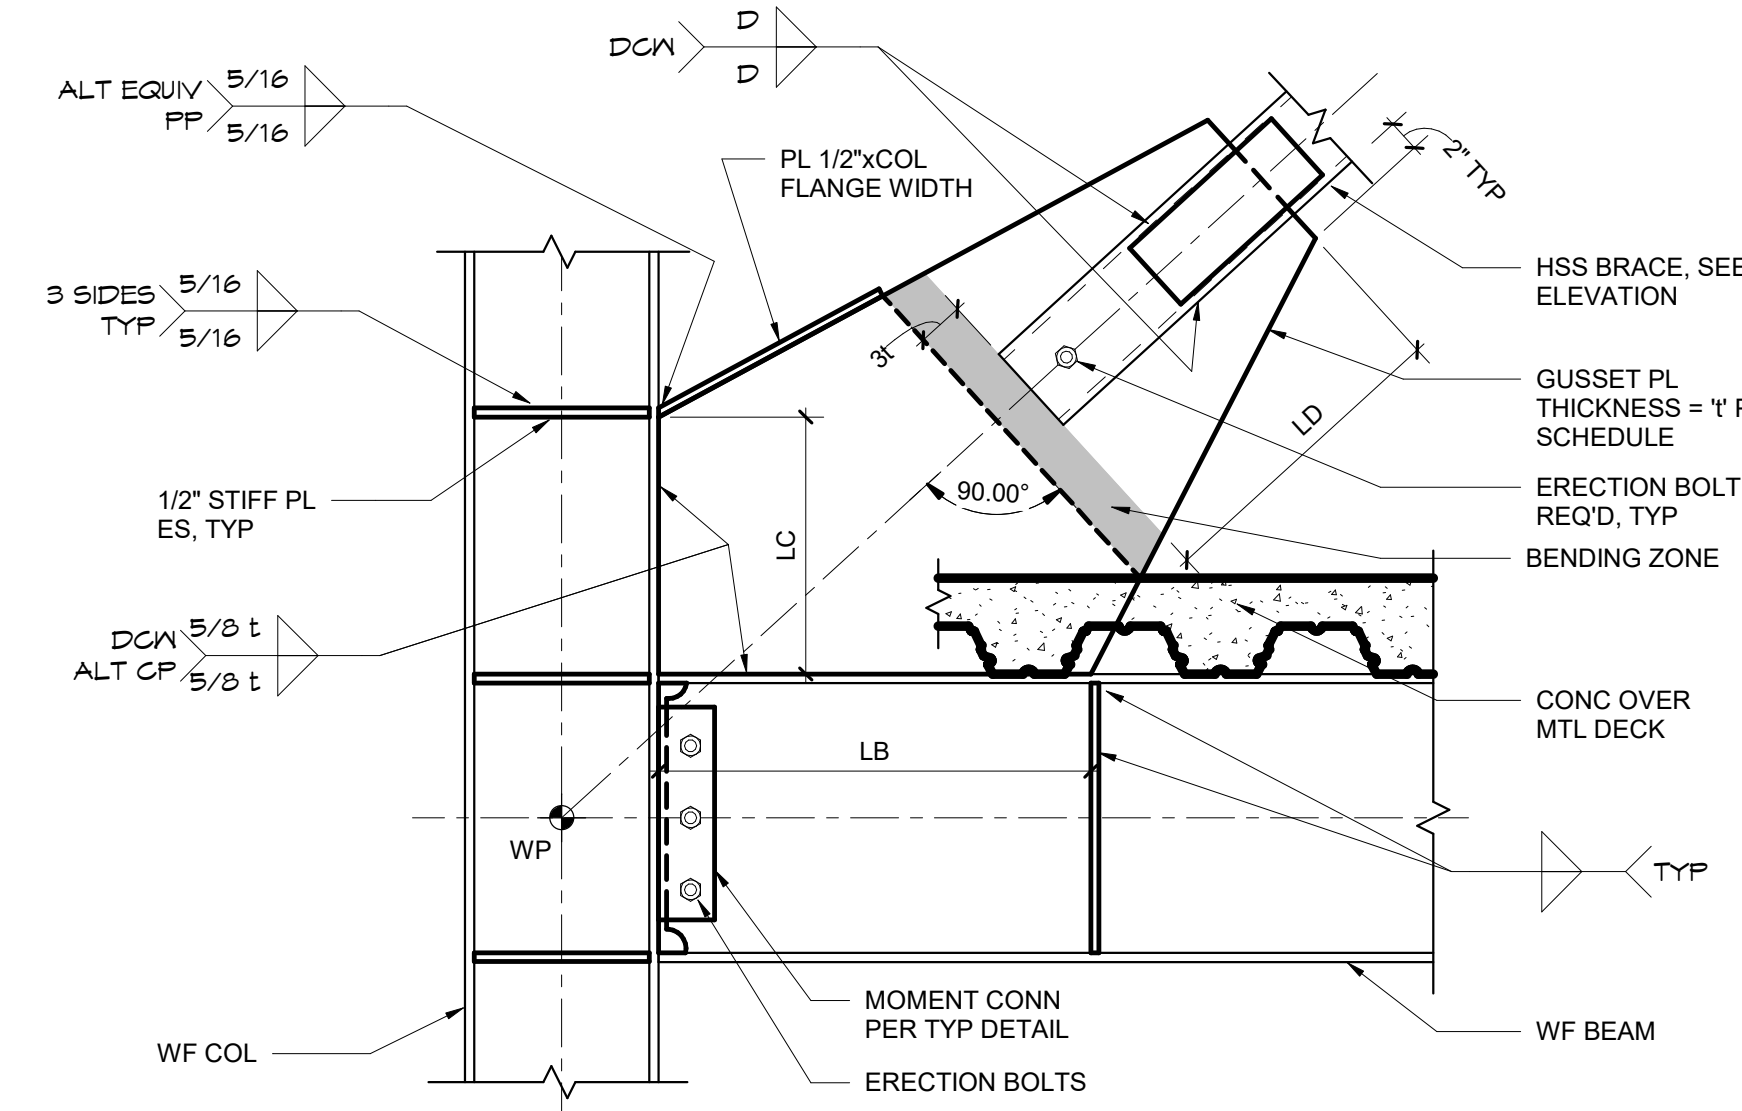 D
DCW
D
5/16
ALT EQUIV
PP
5/16
PL 1/2"xCOL
FLANGE WIDTH
2" TYP
5/16
3 SIDES
TYP
5/16
HSS BRACE, SEE
ELEVATION
3t
GUSSET PL
THICKNESS = 't'
SCHEDULE
LD
1/2" STIFF PL
ES, TYP
90.00°
ERECTION BOLT
REQ'D, TYP
LC
BENDING ZONE
5/8 t
DCW
ALT CP
5/8 t
CONC OVER
MTL DECK
LB
WP
TYP
MOMENT CONN
PER TYP DETAIL
WF COL
WF BEAM
ERECTION BOLTS